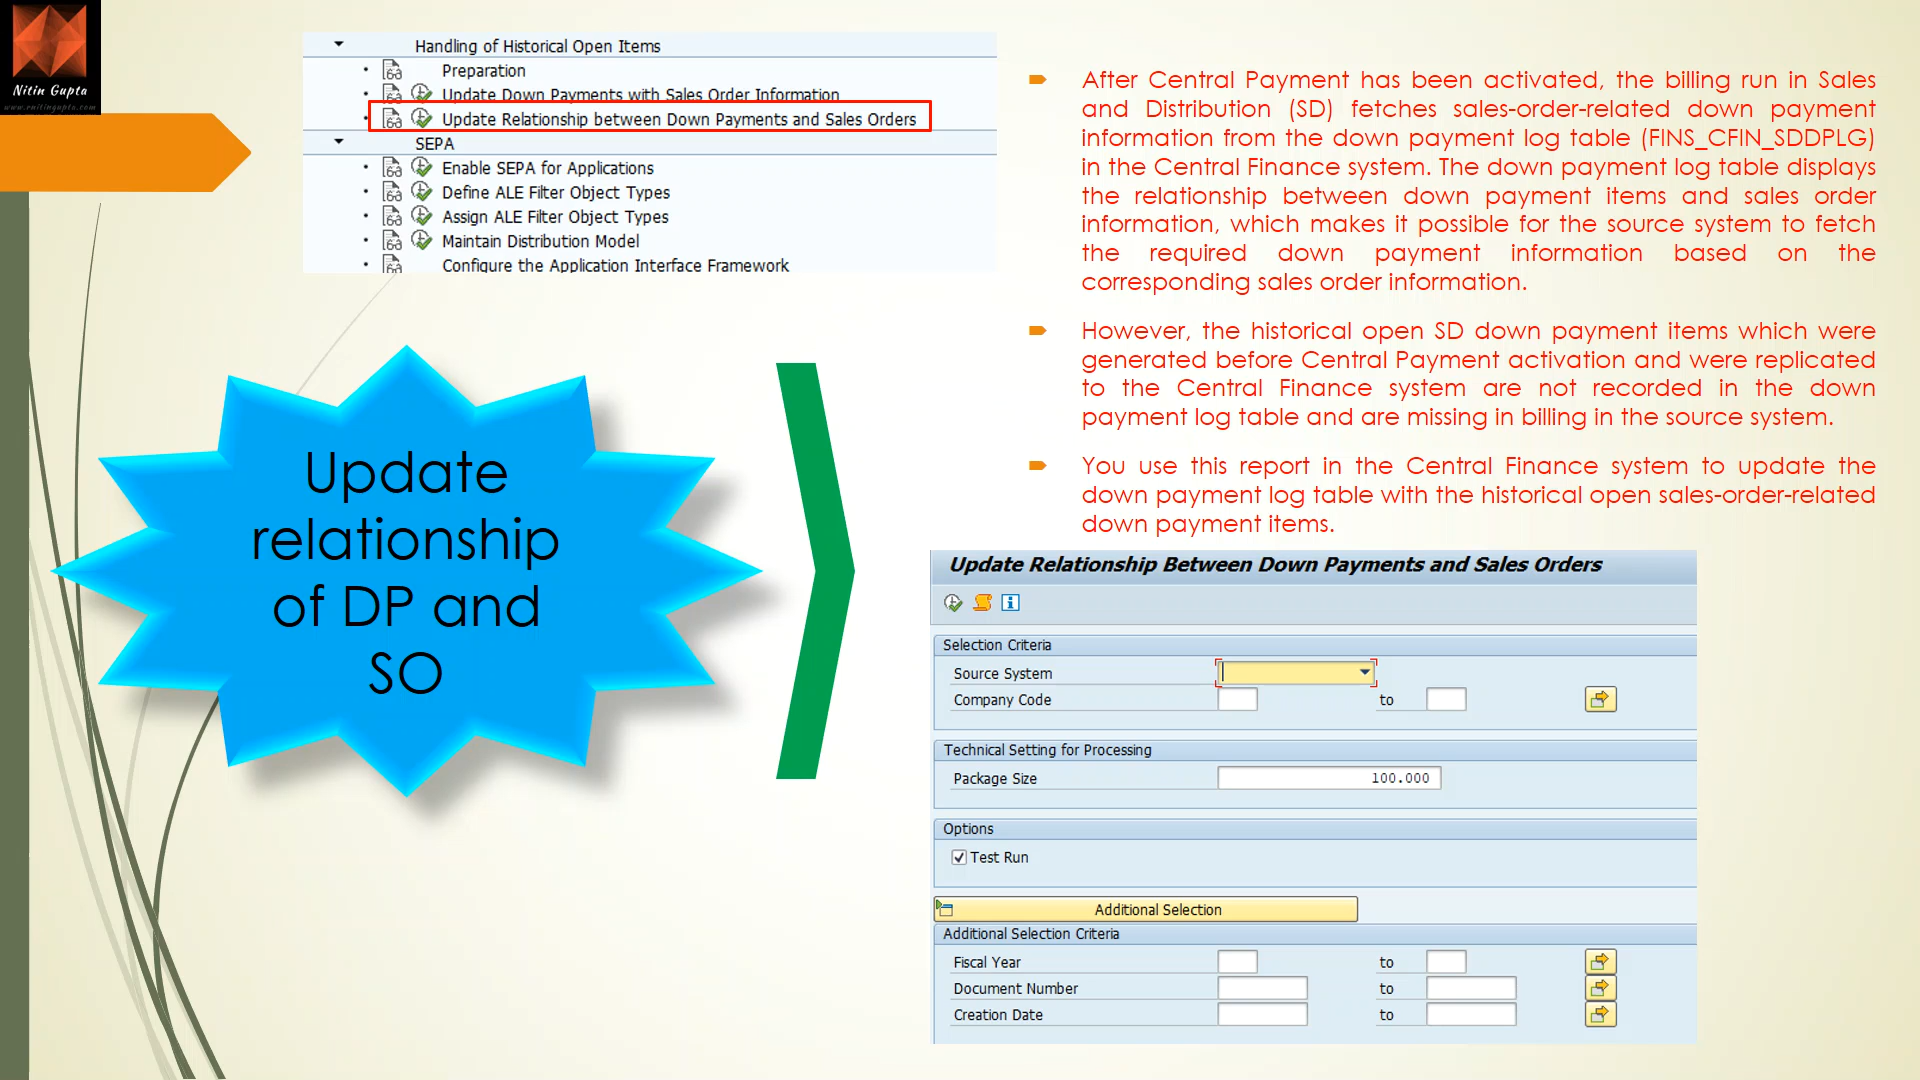 Nitin Gupta
Handling of Historical Open Items
Preparation
Update Down Payments with Sales Order Information
Update Relationship between Down Payments and Sales Orders
SEPA
Enable SEPA for Applications
Define ALE Filter Object Types
Assign ALE Filter Object Types
Maintain Distribution Model
Configure the Application Interface Framework
Update
relationship
of DP and
SO
After Central Payment has been activated, the billing run in Sales
and Distribution (SD) fetches sales-order-related down payment
information from the down payment log table (FINS_CFIN_SDDPLG)
in the Central Finance system. The down payment log table displays
the relationship between down payment items and sales order
information, which makes it possible for the source system to fetch
the required down payment information based on the
corresponding sales order information.
However, the historical open SD down payment items which were
generated before Central Payment activation and were replicated
to the Central Finance system are not recorded in the down
payment log table and are missing in billing in the source system.
You use this report in the Central Finance system to update the
down payment log table with the historical open sales-order-related
down payment items.
Update Relationship Between Down Payments and Sales Orders
Selection Criteria
Source System
Company Code to
Technical Setting for Processing
Package Size 100.000
Options
Test Run
Additional Selection
Additional Selection Criteria
Fiscal Year to
Document Number to
Creation Date to